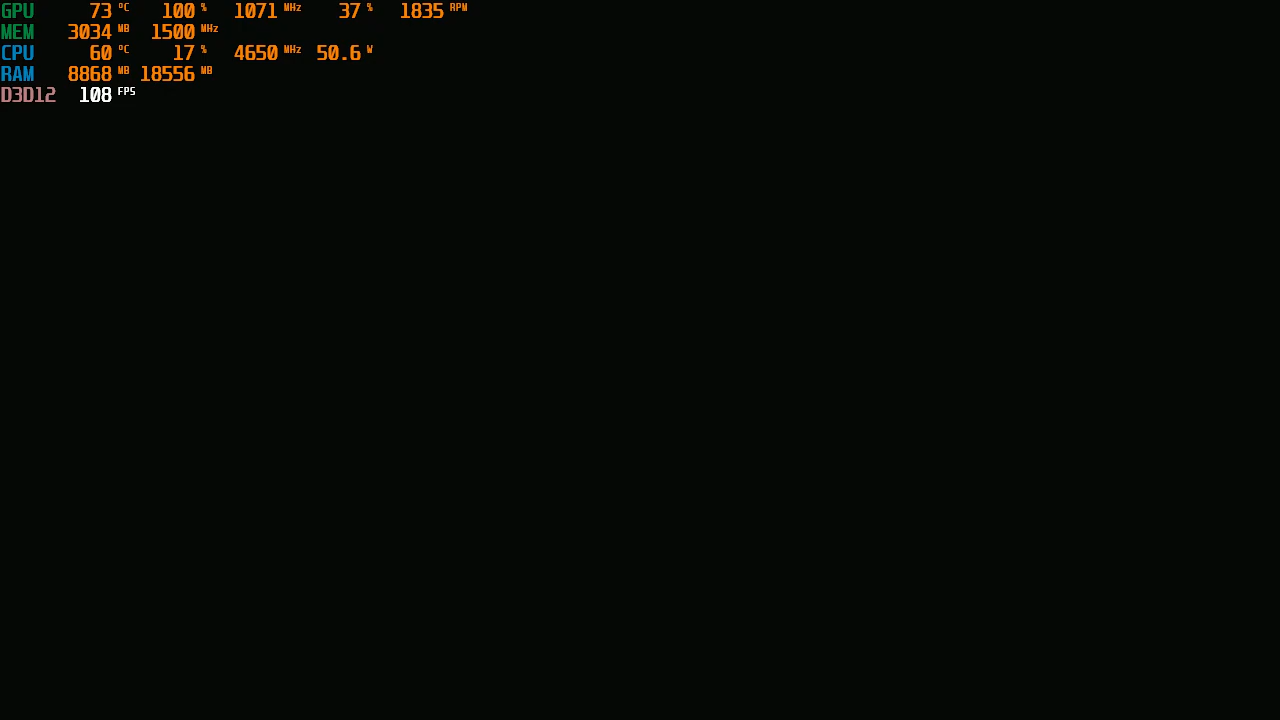 GPU 73 °C 100 % 1071 MHz 37 % 1835 RPM
MEM 3034 MB 1500 MHz
CPU 60 °C 17 % 4650 MHz 50.6 W
RAM 8868 MB 18556 MB
D3D12 108 FPS